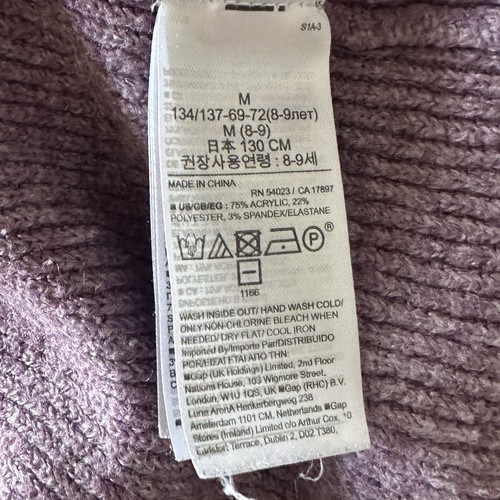 S1A-3
M
134/137-69-72(8-9лет)
M (8-9)
日本 130 CM
권장사용연령 : 8-9세
MADE IN CHINA
RN 54023 / CA 17897
■ US/GB/EG : 75% ACRYLIC, 22%
POLYESTER, 3% SPANDEX/ELASTANE
P®
1166
WASH INSIDE OUT/ HAND WASH COLD/
ONLY NON-CHLORINE BLEACH WHEN
NEEDED/ DRY FLAT/ COOL IRON
Imported By/Importe Par/DISTRIBUIDO
POR/ΕΙΣΑΓΕΤΑΙ ΑΠΟ ΤΗΝ:
■Gap (UK Holdings) Limited, 2nd Floor
Nations House, 103 Wigmore Street,
London, W1U 1QS, UK ■Gap (RHC) B.V.
Luna ArenA Herikerbergweg 238
Amsterdam 1101 CM, Netherlands ■Gap
Stores (Ireland) Limited c/o Arthur Cox, 10
Earlsfort Terrace, Dublin 2, D02 T380,